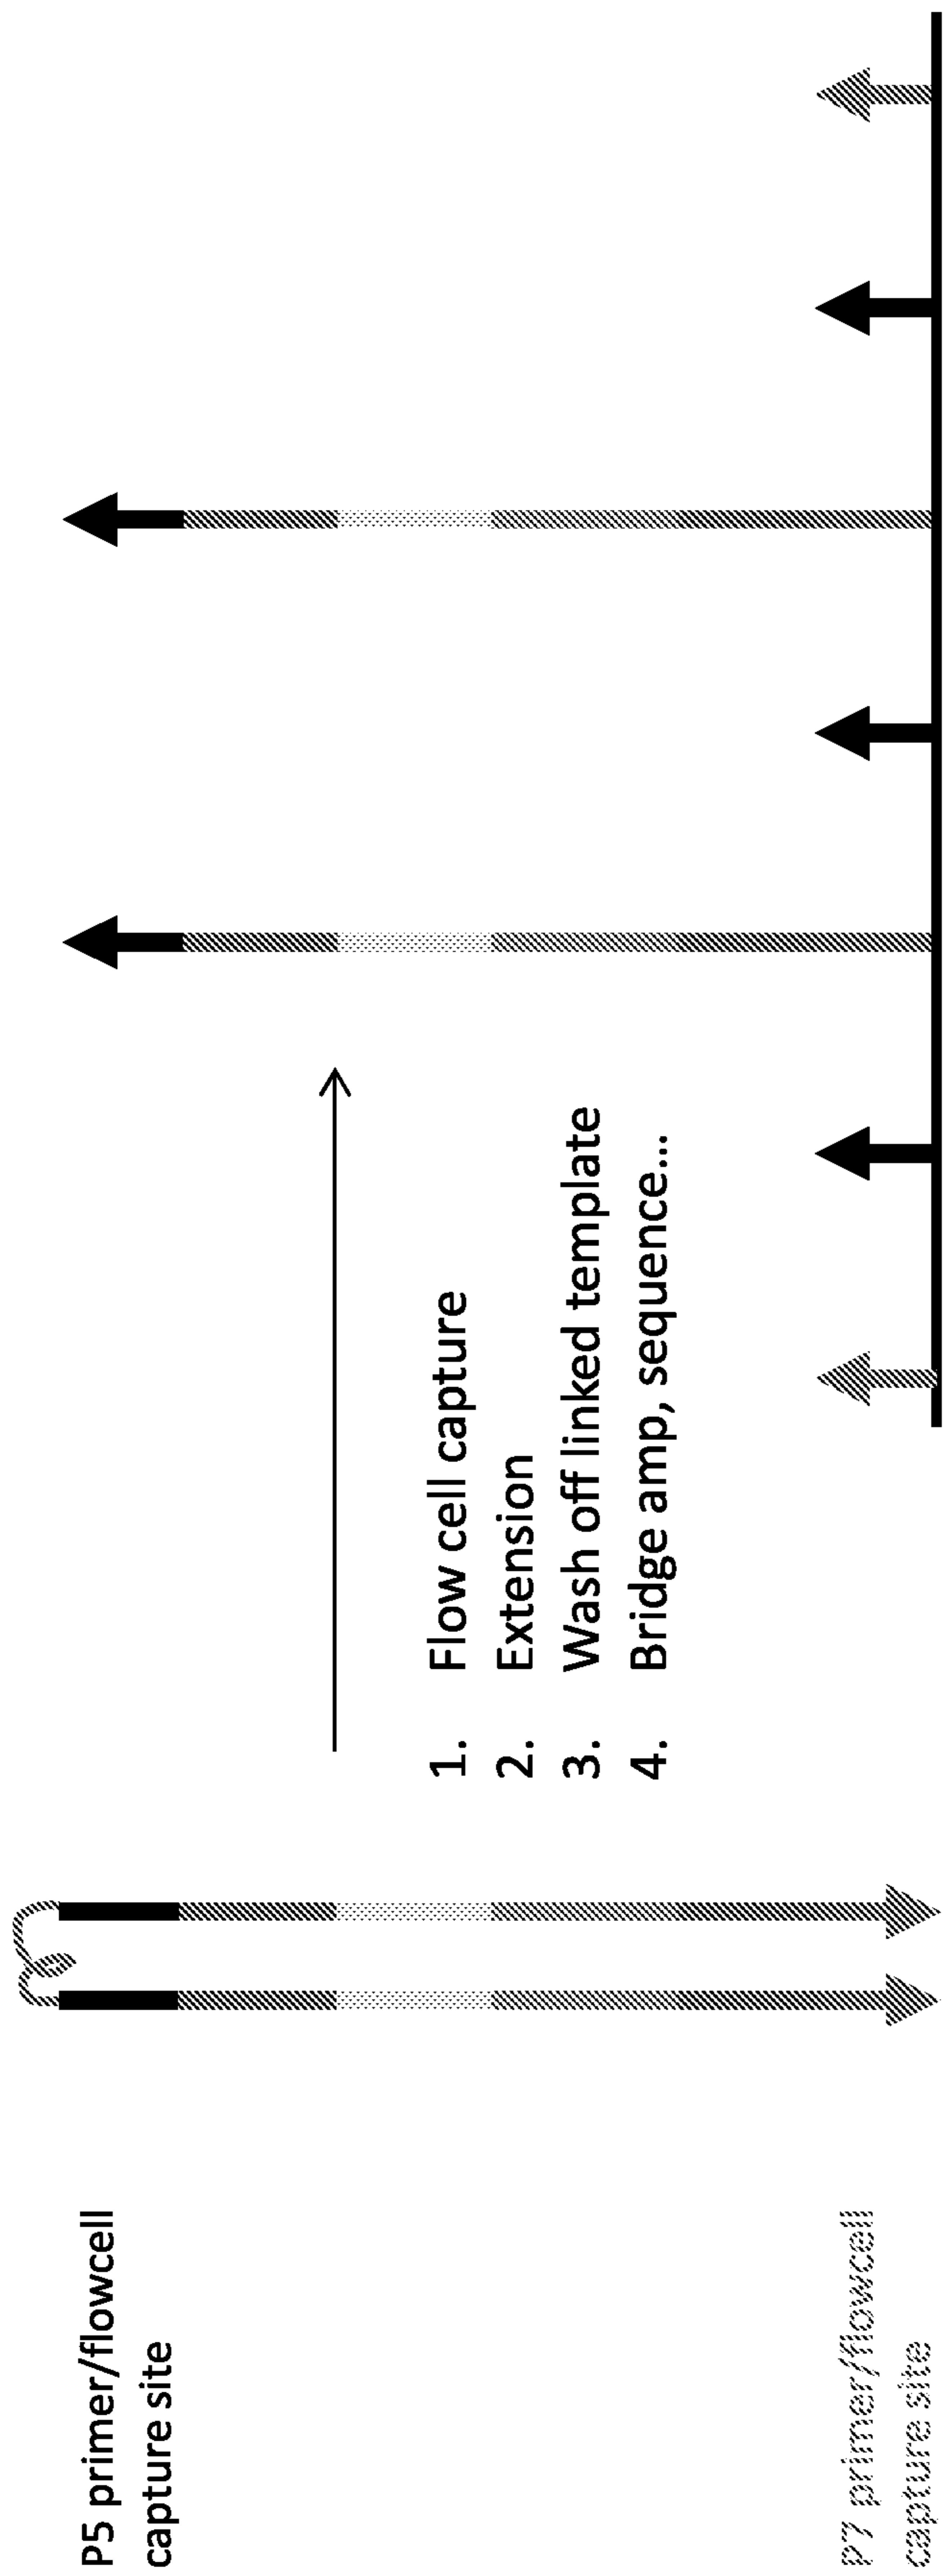 P5 primer/flowcell
capture site
P7 primer/flowcell
capture site
1. Flow cell capture
2. Extension
3. Wash off linked template
4. Bridge amp, sequence...